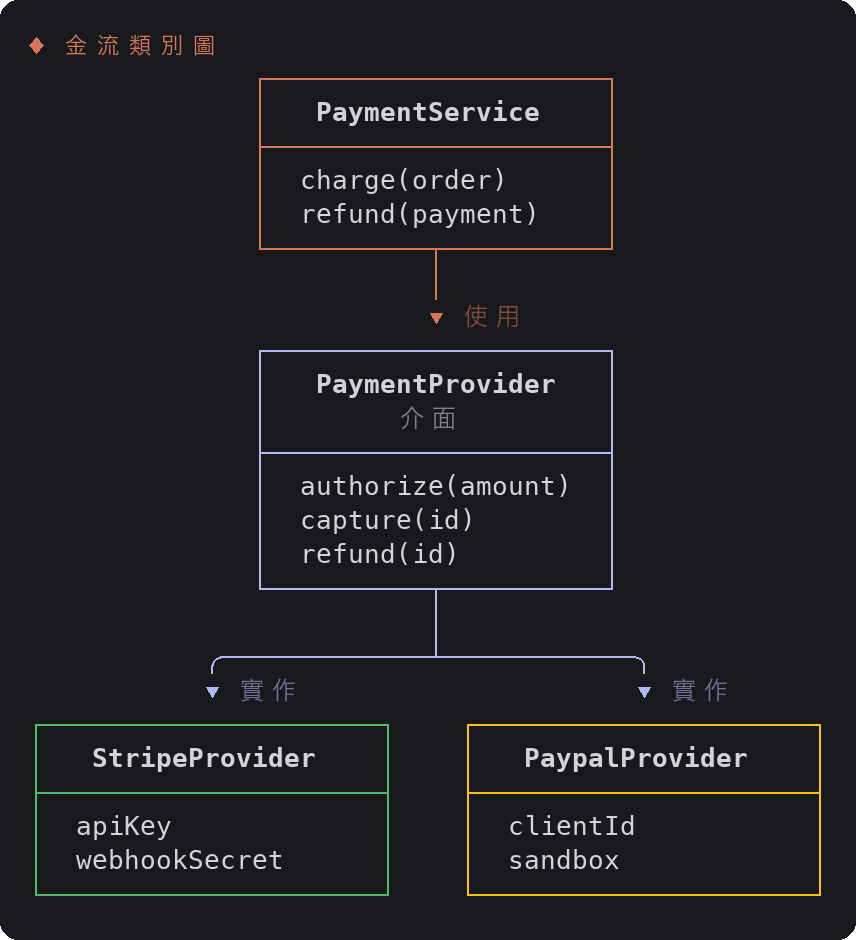 金流類別圖
PaymentService
charge(order)
refund(payment)
使用
PaymentProvider
介面
authorize(amount)
capture(id)
refund(id)
實作
實作
StripeProvider
apiKey
webhookSecret
PaypalProvider
clientId
sandbox